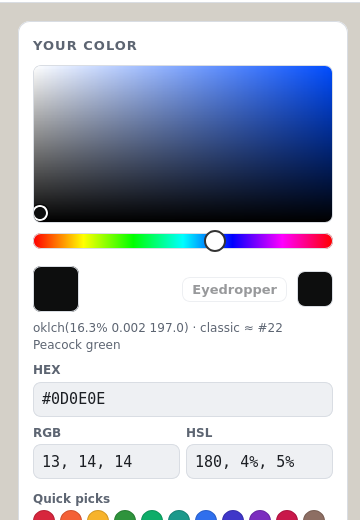 YOUR COLOR
Eyedropper
oklch(16.3% 0.002 197.0) · classic ≈ #22
Peacock green
HEX
#0D0E0E
RGB
HSL
13, 14, 14
180, 4%, 5%
Quick picks